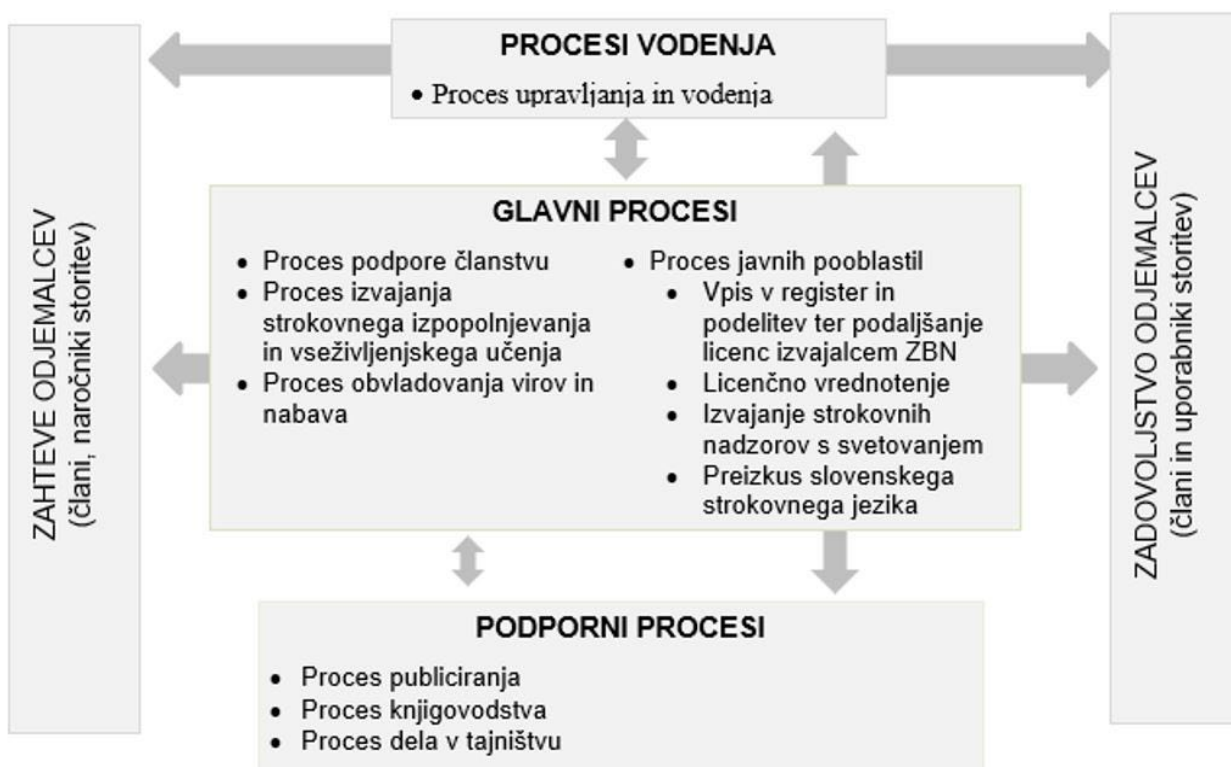 ZAHTEVE ODJEMALCEV
(člani, naročniki storitev)
PROCESI VODENJA
• Proces upravljanja in vodenja
GLAVNI PROCESI
• Proces podpore članstvu
• Proces izvajanja
strokovnega izpopolnjevanja
in vseživljenjskega učenja
• Proces obvladovanja virov in
nabava
• Proces javnih pooblastil
• Vpis v register in
podelitev ter podaljšanje
licenc izvajalcem ZBN
• Licenčno vrednotenje
• Izvajanje strokovnih
nadzorov s svetovanjem
• Preizkus slovenskega
strokovnega jezika
PODPORNI PROCESI
• Proces publiciranja
• Proces knjigovodstva
• Proces dela v tajništvu
ZADOVOLJSTVO ODJEMALCEV
(člani in uporabniki storitev)